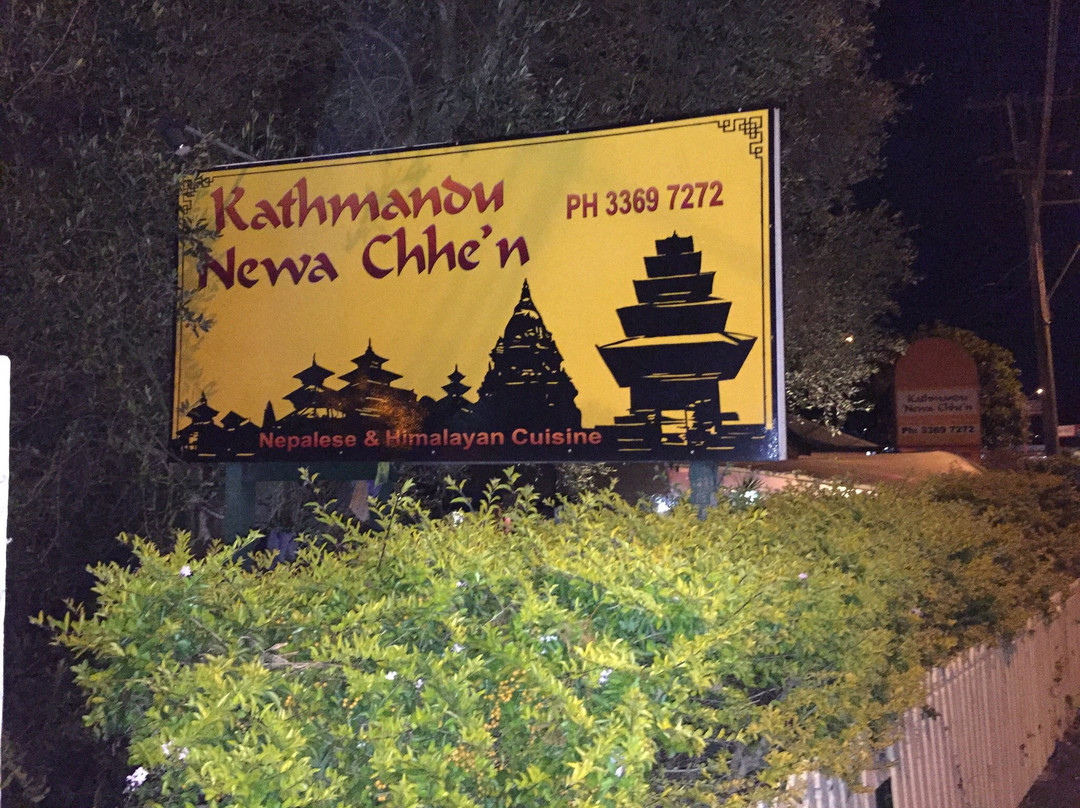 Kathmandu
Newa Chhe'n
PH 3369 7272
Nepalese & Himalayan Cuisine
Kathmandu
Newa Chhe'n
Ph: 3369 7272